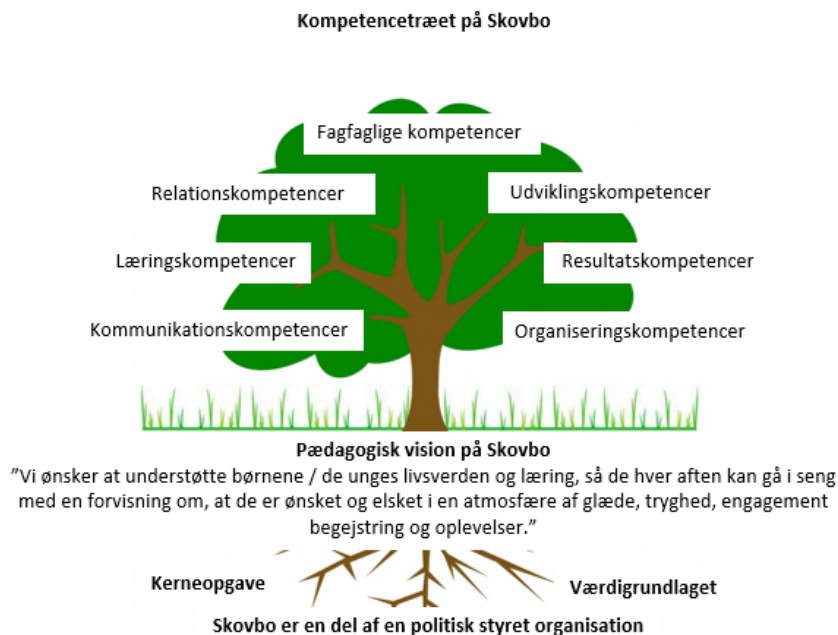 Kompetencetræet på Skovbo
Fagfaglige kompetencer
Relationskompetencer
Udviklingskompetencer
Læringskompetencer
Resultatskompetencer
Kommunikationskompetencer
Organiseringskompetencer
Pædagogisk vision på Skovbo
”Vi ønsker at understøtte børnene / de unges livsverden og læring, så de hver aften kan gå i seng
med en forvisning om, at de er ønsket og elsket i en atmosfære af glæde, tryghed, engagement
begejstring og oplevelser.”
Kerneopgave
Værdigrundlaget
Skovbo er en del af en politisk styret organisation